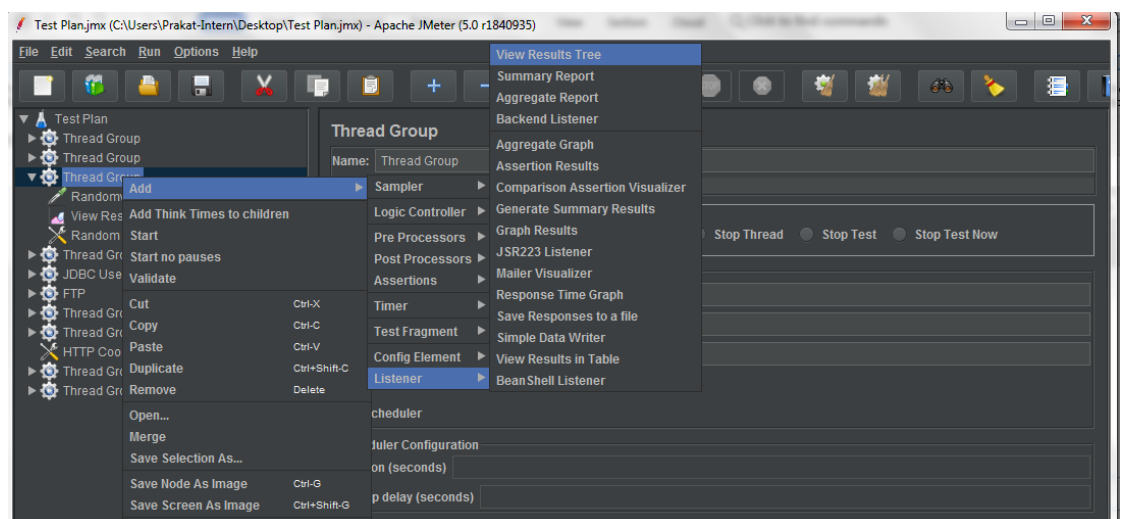 Test Plan.jmx (C:\Users\Prakat-Intern\Desktop\Test Plan.jmx) - Apache JMeter (5.0 r1840935)
File Edit Search Run Options Help
Test Plan
Thread Group
Thread Group
Thread Group
Random
View Res
Random
Thread Gro
JDBC Use
FTP
Thread Gro
Thread Gro
HTTP Coo
Thread Gro
Thread Gro
Add
Add Think Times to children
Start
Start no pauses
Validate
Cut Ctrl-X
Copy Ctrl-C
Paste Ctrl-V
Duplicate Ctrl+Shift-C
Remove Delete
Open...
Merge
Save Selection As...
Save Node As Image Ctrl-G
Save Screen As Image Ctrl+Shift-G
Thread Group
Name: Thread Group
Sampler
Logic Controller
Pre Processors
Post Processors
Assertions
Timer
Test Fragment
Config Element
Listener
View Results Tree
Summary Report
Aggregate Report
Backend Listener
Aggregate Graph
Assertion Results
Comparison Assertion Visualizer
Generate Summary Results
Graph Results
JSR223 Listener
Mailer Visualizer
Response Time Graph
Save Responses to a file
Simple Data Writer
View Results in Table
BeanShell Listener
Stop Thread Stop Test Stop Test Now
cheduler
duler Configuration
on (seconds)
p delay (seconds)